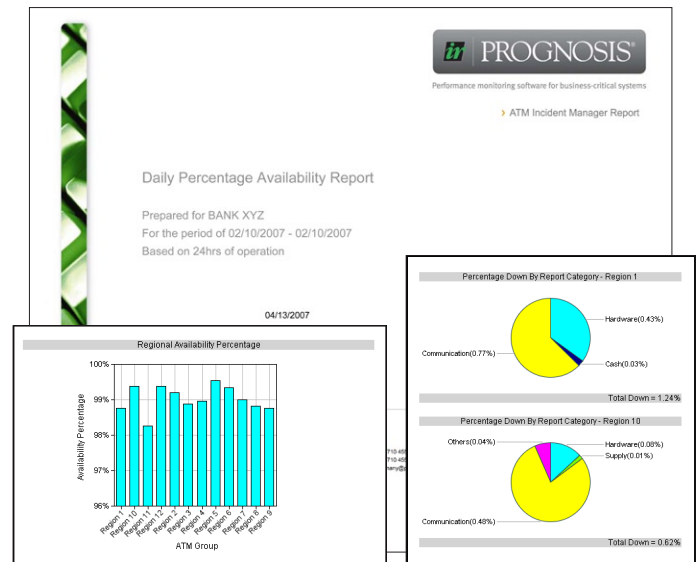 ir PROGNOSIS®
Performance monitoring software for business-critical systems
› ATM Incident Manager Report
Daily Percentage Availability Report
Prepared for BANK XYZ
For the period of 02/10/2007 - 02/10/2007
Based on 24hrs of operation
04/13/2007
Regional Availability Percentage
100%
99%
98%
97%
96%
Availability Percentage
Region 1
Region 10
Region 11
Region 12
Region 2
Region 3
Region 4
Region 5
Region 6
Region 7
Region 8
Region 9
ATM Group
Percentage Down By Report Category - Region 1
Hardware(0.43%)
Communication(0.77%)
Cash(0.03%)
Total Down = 1.24%
Percentage Down By Report Category - Region 10
Others(0.04%)
Hardware(0.08%)
Supply(0.01%)
Communication(0.48%)
Total Down = 0.62%